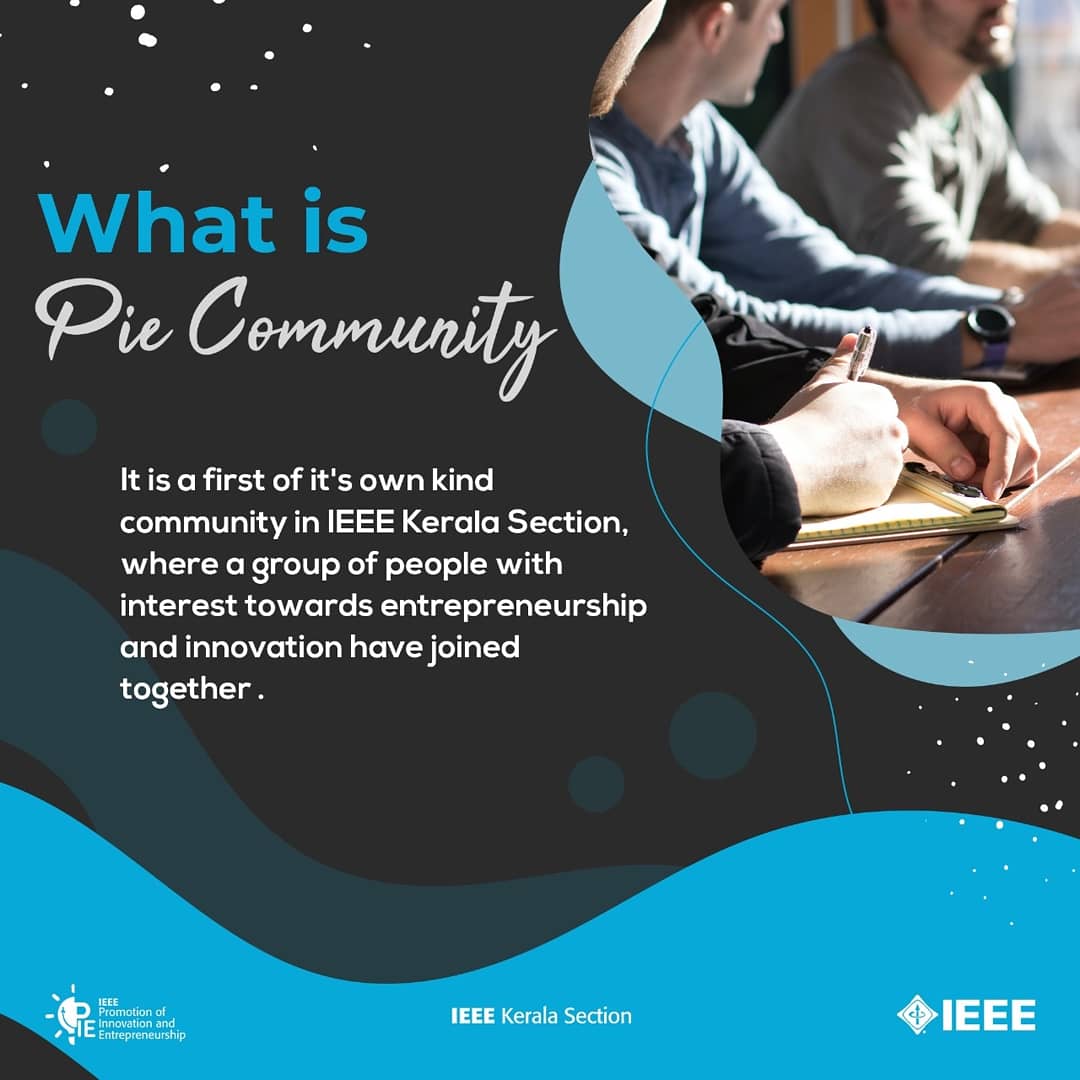 What is
Pie Community
It is a first of it's own kind
community in IEEE Kerala Section,
where a group of people with
interest towards entrepreneurship
and innovation have joined
together .
PIE
IEEE
Promotion of
Innovation and
Entrepreneurship
IEEE Kerala Section
IEEE